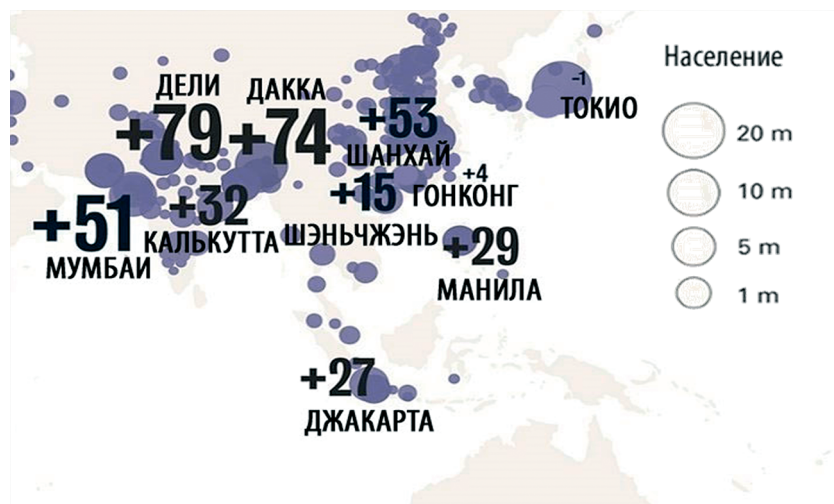 Население
20 m
10 m
5 m
1 m
ДЕЛИ
+79
ДАККА
+74
+53
ШАНХАЙ
-1
ТОКИО
+4
ГОНКОНГ
+15
ШЭНЬЧЖЭНЬ
+51
МУМБАИ
+32
КАЛЬКУТТА
+29
МАНИЛА
+27
ДЖАКАРТА